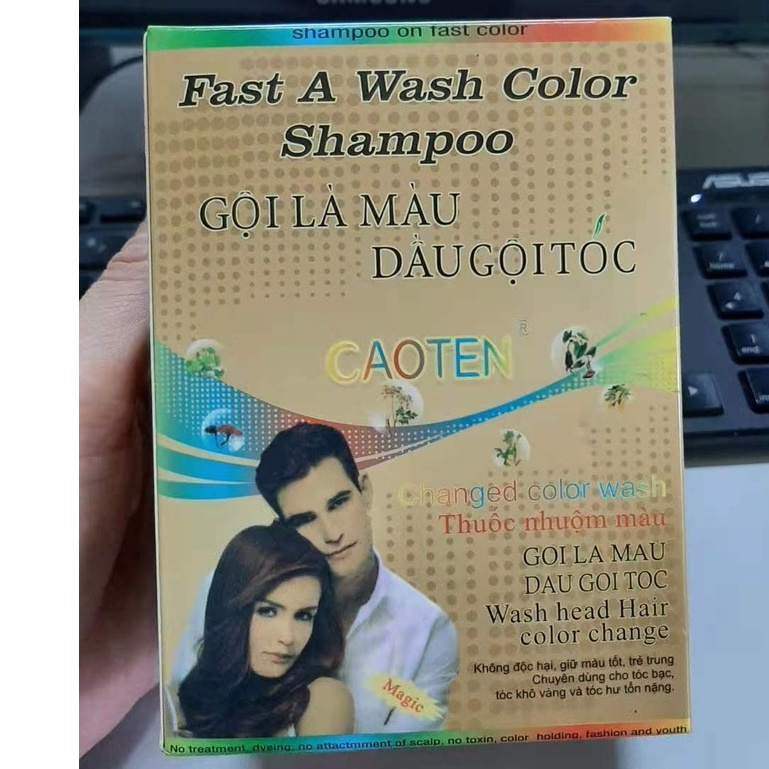 shampoo on fast color
Fast A Wash Color
Shampoo
GỘI LÀ MÀU
DẦU GỘI TÓC
CAOTEN®
Changed color wash
Thuốc nhuộm màu
GOI LA MAU
DAU GOI TOC
Wash head Hair
color change
Không độc hại, giữ màu tốt, trẻ trung
Chuyên dùng cho tóc bạc,
tóc khô vàng và tóc hư tổn nặng.
Magic
No treatment, dyeing, no attactmment of scalp, no toxin, color holding, fashion and youth
ASUS